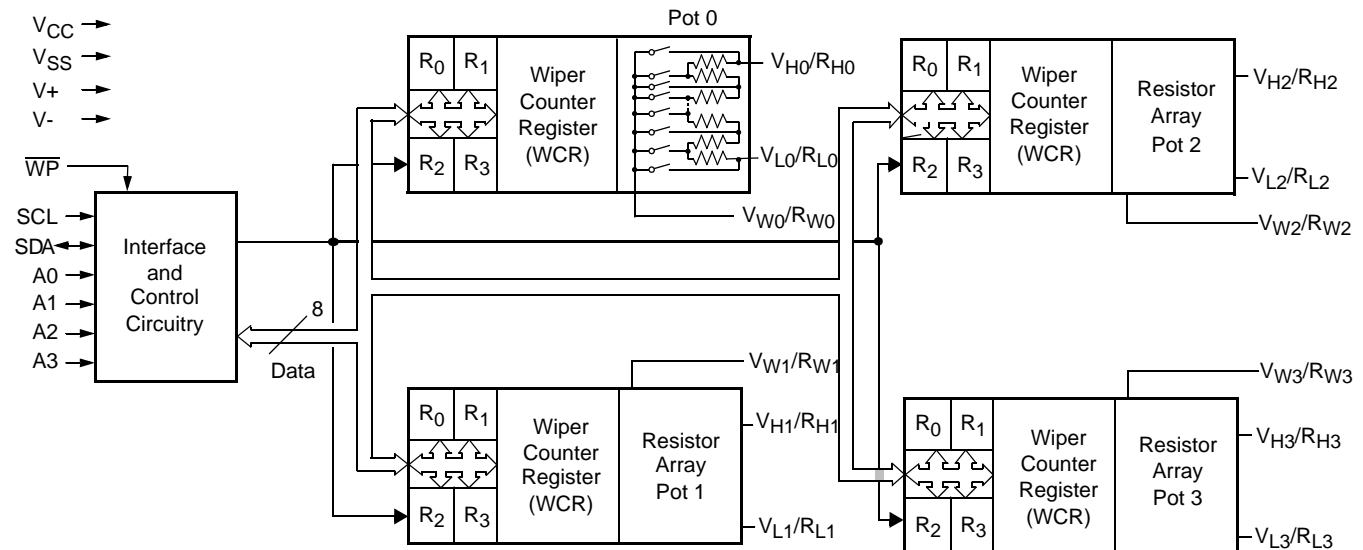 Pot 0
VCC
VSS
V+
V-
WP
SCL
SDA
A0
A1
A2
A3
Interface
and
Control
Circuitry
8
Data
R0 R1
R2 R3
Wiper
Counter
Register
(WCR)
VH0/RH0
VL0/RL0
VW0/RW0
R0 R1
R2 R3
Wiper
Counter
Register
(WCR)
Resistor
Array
Pot 2
VH2/RH2
VL2/RL2
VW2/RW2
VW1/RW1
R0 R1
R2 R3
Wiper
Counter
Register
(WCR)
Resistor
Array
Pot 1
VH1/RH1
VL1/RL1
VW3/RW3
R0 R1
R2 R3
Wiper
Counter
Register
(WCR)
Resistor
Array
Pot 3
VH3/RH3
VL3/RL3